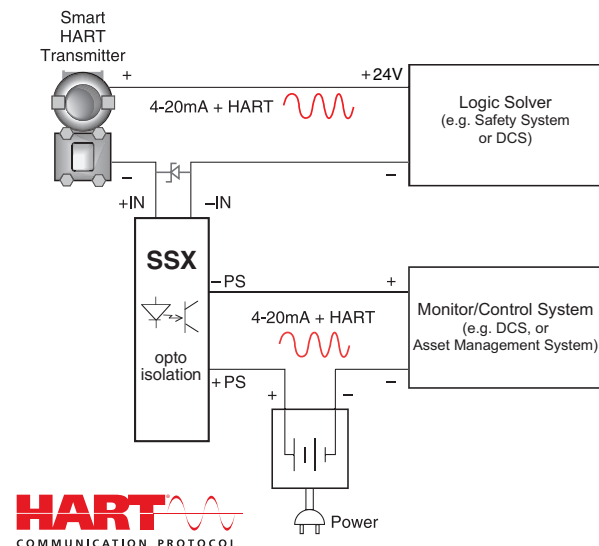 Smart
HART
Transmitter
+
+24V
4-20mA + HART
Logic Solver
(e.g. Safety System
or DCS)
–
–
+IN
–IN
SSX
–PS
+
opto
isolation
4-20mA + HART
Monitor/Control System
(e.g. DCS, or
Asset Management System)
+PS
+
–
–
Power
HART
COMMUNICATION PROTOCOL